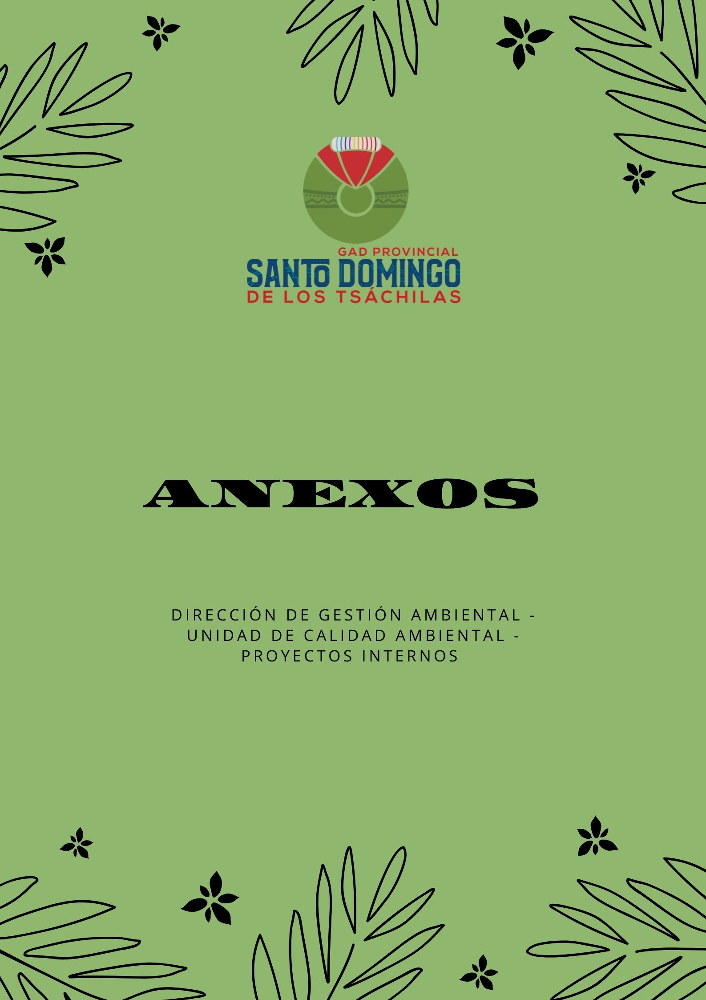 GAD PROVINCIAL
SANTO DOMINGO
DE LOS TSÁCHILAS
ANEXOS
DIRECCIÓN DE GESTIÓN AMBIENTAL -
UNIDAD DE CALIDAD AMBIENTAL -
PROYECTOS INTERNOS